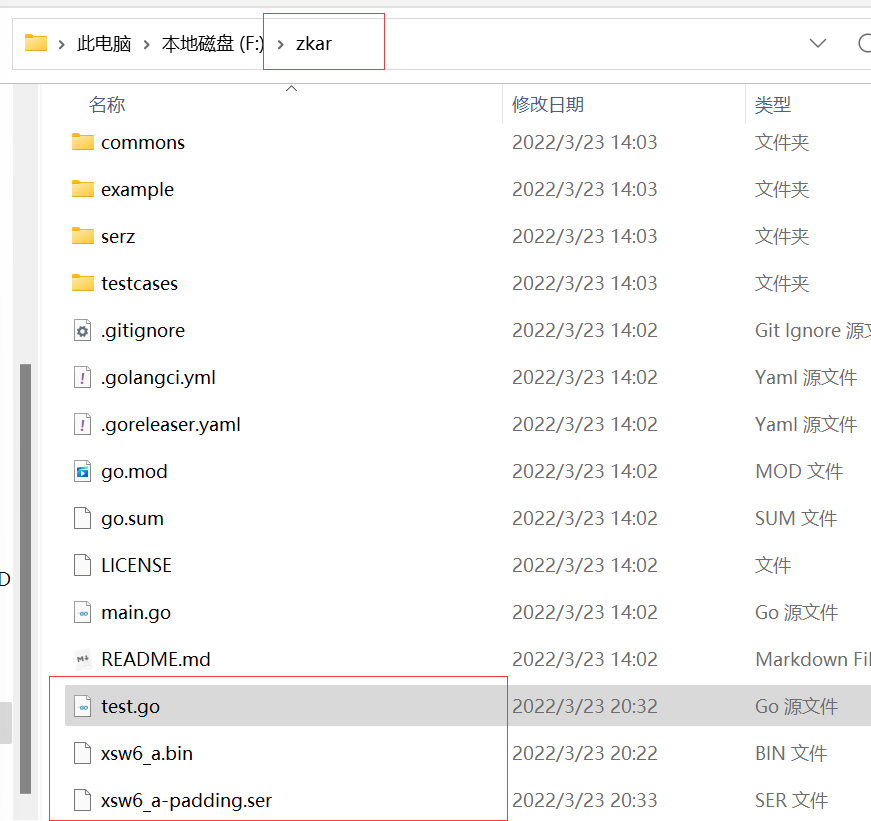 此电脑 本地磁盘 (F:) zkar
名称 修改日期 类型
commons 2022/3/23 14:03 文件夹
example 2022/3/23 14:03 文件夹
serz 2022/3/23 14:03 文件夹
testcases 2022/3/23 14:03 文件夹
.gitignore 2022/3/23 14:02 Git Ignore 源文
.golangci.yml 2022/3/23 14:02 Yaml 源文件
.goreleaser.yaml 2022/3/23 14:02 Yaml 源文件
go.mod 2022/3/23 14:02 MOD 文件
go.sum 2022/3/23 14:02 SUM 文件
D
LICENSE 2022/3/23 14:02 文件
main.go 2022/3/23 14:02 Go 源文件
README.md 2022/3/23 14:02 Markdown Fil
test.go 2022/3/23 20:32 Go 源文件
xsw6_a.bin 2022/3/23 20:22 BIN 文件
xsw6_a-padding.ser 2022/3/23 20:33 SER 文件